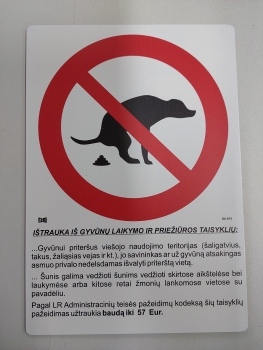 IŠTRAUKA IŠ GYVŪNŲ LAIKYMO IR PRIEŽIŪROS TAISYKLIŲ:
...Gyvūnui priteršus viešojo naudojimo teritorijas (šaligatvius,
takus, žaliąsias vejas ir kt.), jo savininkas ar už gyvūną atsakingas
asmuo privalo nedelsdamas išvalyti priterštą vietą.
... Šunis galima vedžioti šunims vedžioti skirtose aikštelėse bei
laukymėse arba kitose retai žmonių lankomose vietose su
pavadėliu.
Pagal LR Administracinių teisės pažeidimų kodeksą šių taisyklių
pažeidimas užtraukia baudą iki 57 Eur.